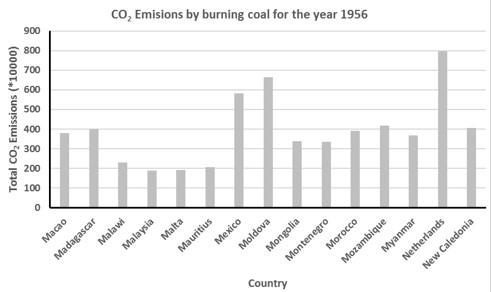 CO₂ Emisions by burning coal for the year 1956
Total CO₂ Emissions (*10000)
900
800
700
600
500
400
300
200
100
0
Macao
Madagascar
Malawi
Malaysia
Malta
Mauritius
Mexico
Moldova
Mongolia
Montenegro
Morocco
Mozambique
Myanmar
Netherlands
New Caledonia
Country